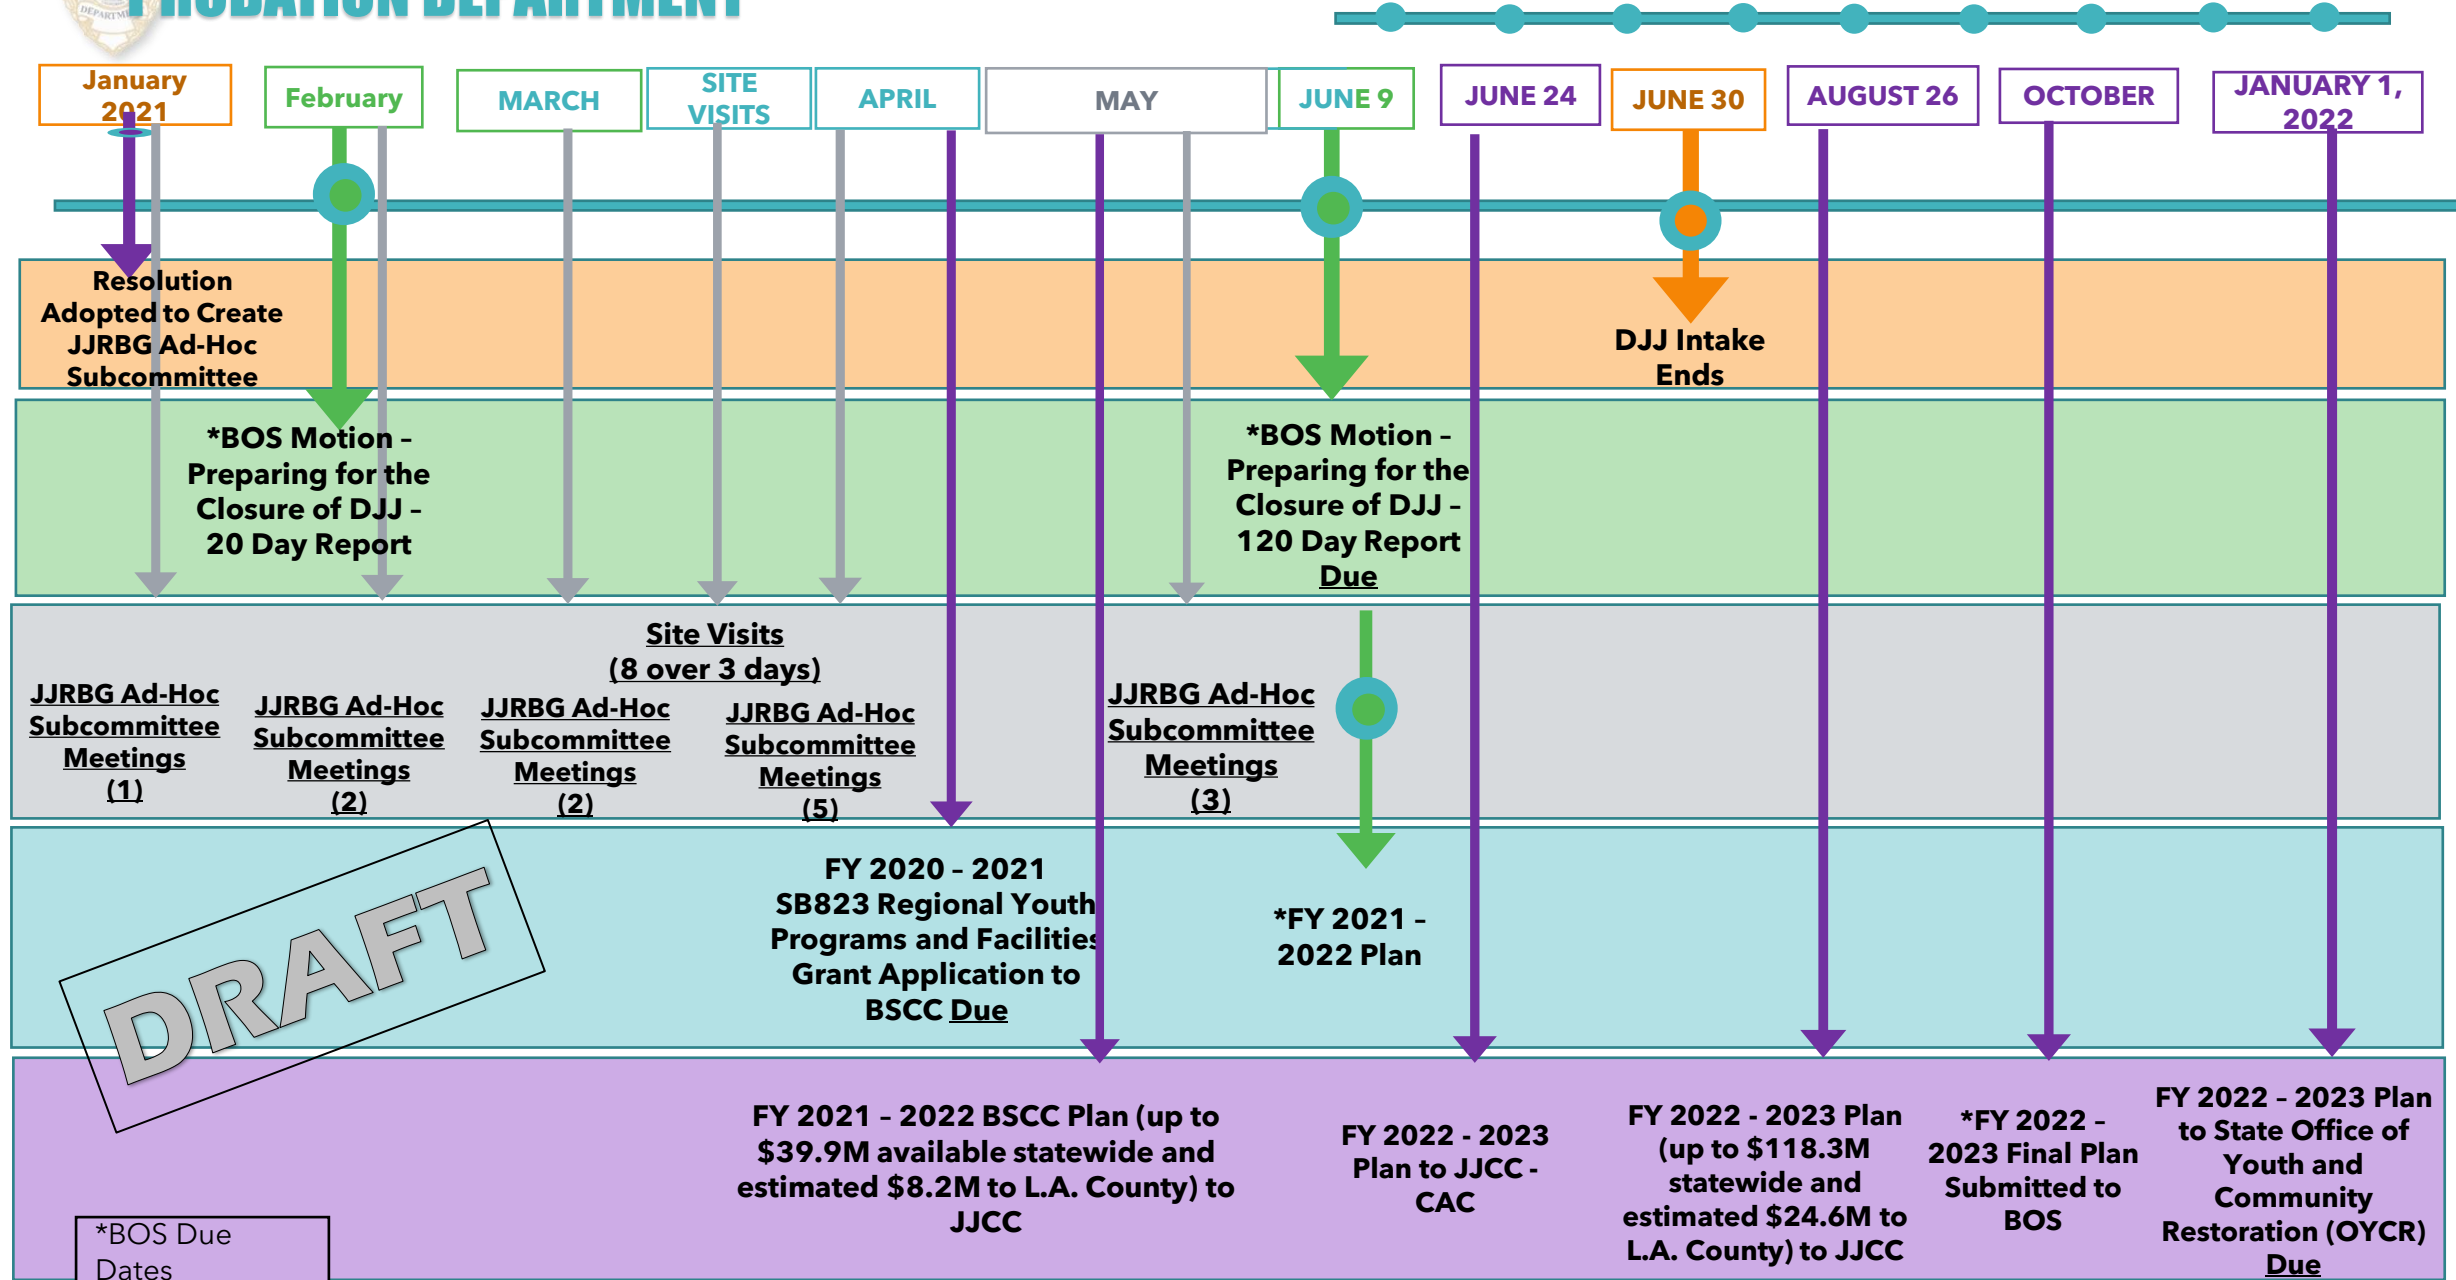 PROBATION DEPARTMENT
DEPARTMENT
January
2021
February
MARCH
SITE
VISITS
APRIL
MAY
JUNE 9
JUNE 24
JUNE 30
AUGUST 26
OCTOBER
JANUARY 1,
2022
Resolution
Adopted to Create
JJRBG Ad-Hoc
Subcommittee
DJJ Intake
Ends
*BOS Motion –
Preparing for the
Closure of DJJ –
20 Day Report
*BOS Motion –
Preparing for the
Closure of DJJ –
120 Day Report
Due
Site Visits
(8 over 3 days)
JJRBG Ad-Hoc
Subcommittee
Meetings
(1)
JJRBG Ad-Hoc
Subcommittee
Meetings
(2)
JJRBG Ad-Hoc
Subcommittee
Meetings
(2)
JJRBG Ad-Hoc
Subcommittee
Meetings
(5)
JJRBG Ad-Hoc
Subcommittee
Meetings
(3)
DRAFT
FY 2020 – 2021
SB823 Regional Youth
Programs and Facilities
Grant Application to
BSCC Due
*FY 2021 –
2022 Plan
FY 2021 – 2022 BSCC Plan (up to
$39.9M available statewide and
estimated $8.2M to L.A. County) to
JJCC
FY 2022 - 2023
Plan to JJCC -
CAC
FY 2022 - 2023 Plan
(up to $118.3M
statewide and
estimated $24.6M to
L.A. County) to JJCC
*FY 2022 –
2023 Final Plan
Submitted to
BOS
FY 2022 – 2023 Plan
to State Office of
Youth and
Community
Restoration (OYCR)
Due
*BOS Due
Dates